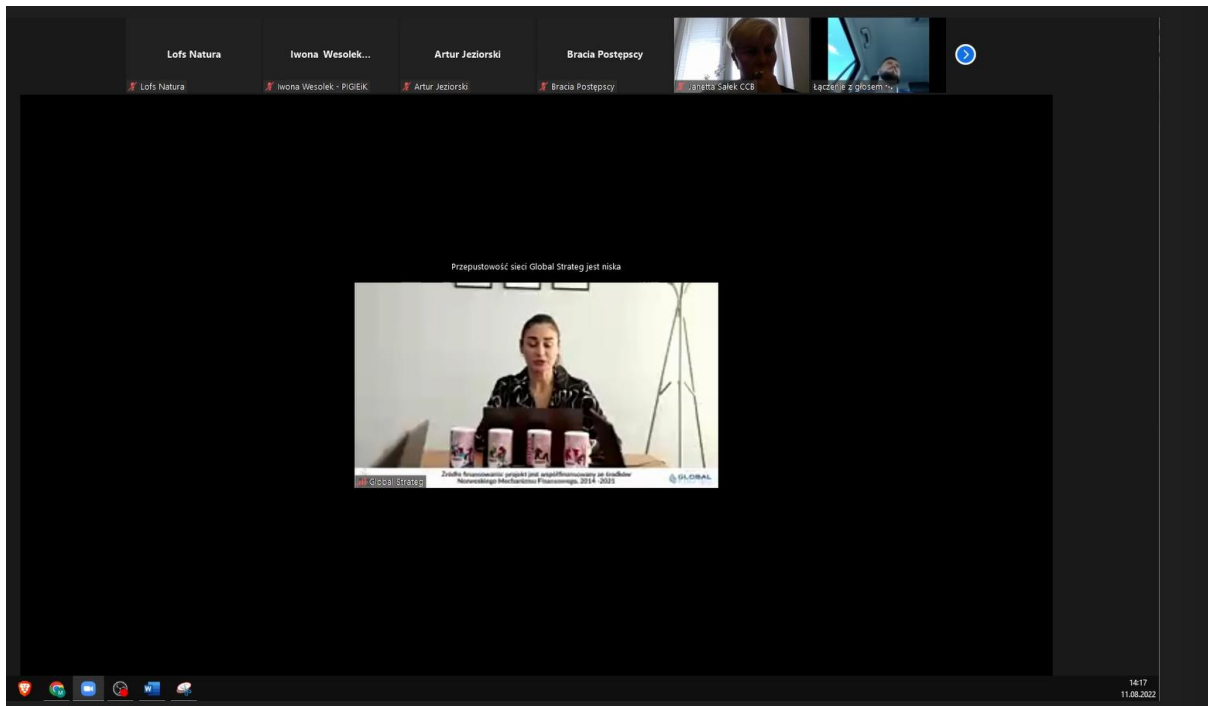 Lofs Natura
Iwona Wesolek...
Artur Jeziorski
Bracia Postępscy
Lofs Natura
Iwona Wesolek - PIGIEiK
Artur Jeziorski
Bracia Postępscy
Janetta Sałek CCB
Łączenie z głosem
Przepustowość sieci Global Strateg jest niska
Global Strateg
Źródło finansowania: projekt jest współfinansowany ze środków
Norweskiego Mechanizmu Finansowego, 2014 -2021
GLOBAL
14:17
11.08.2022